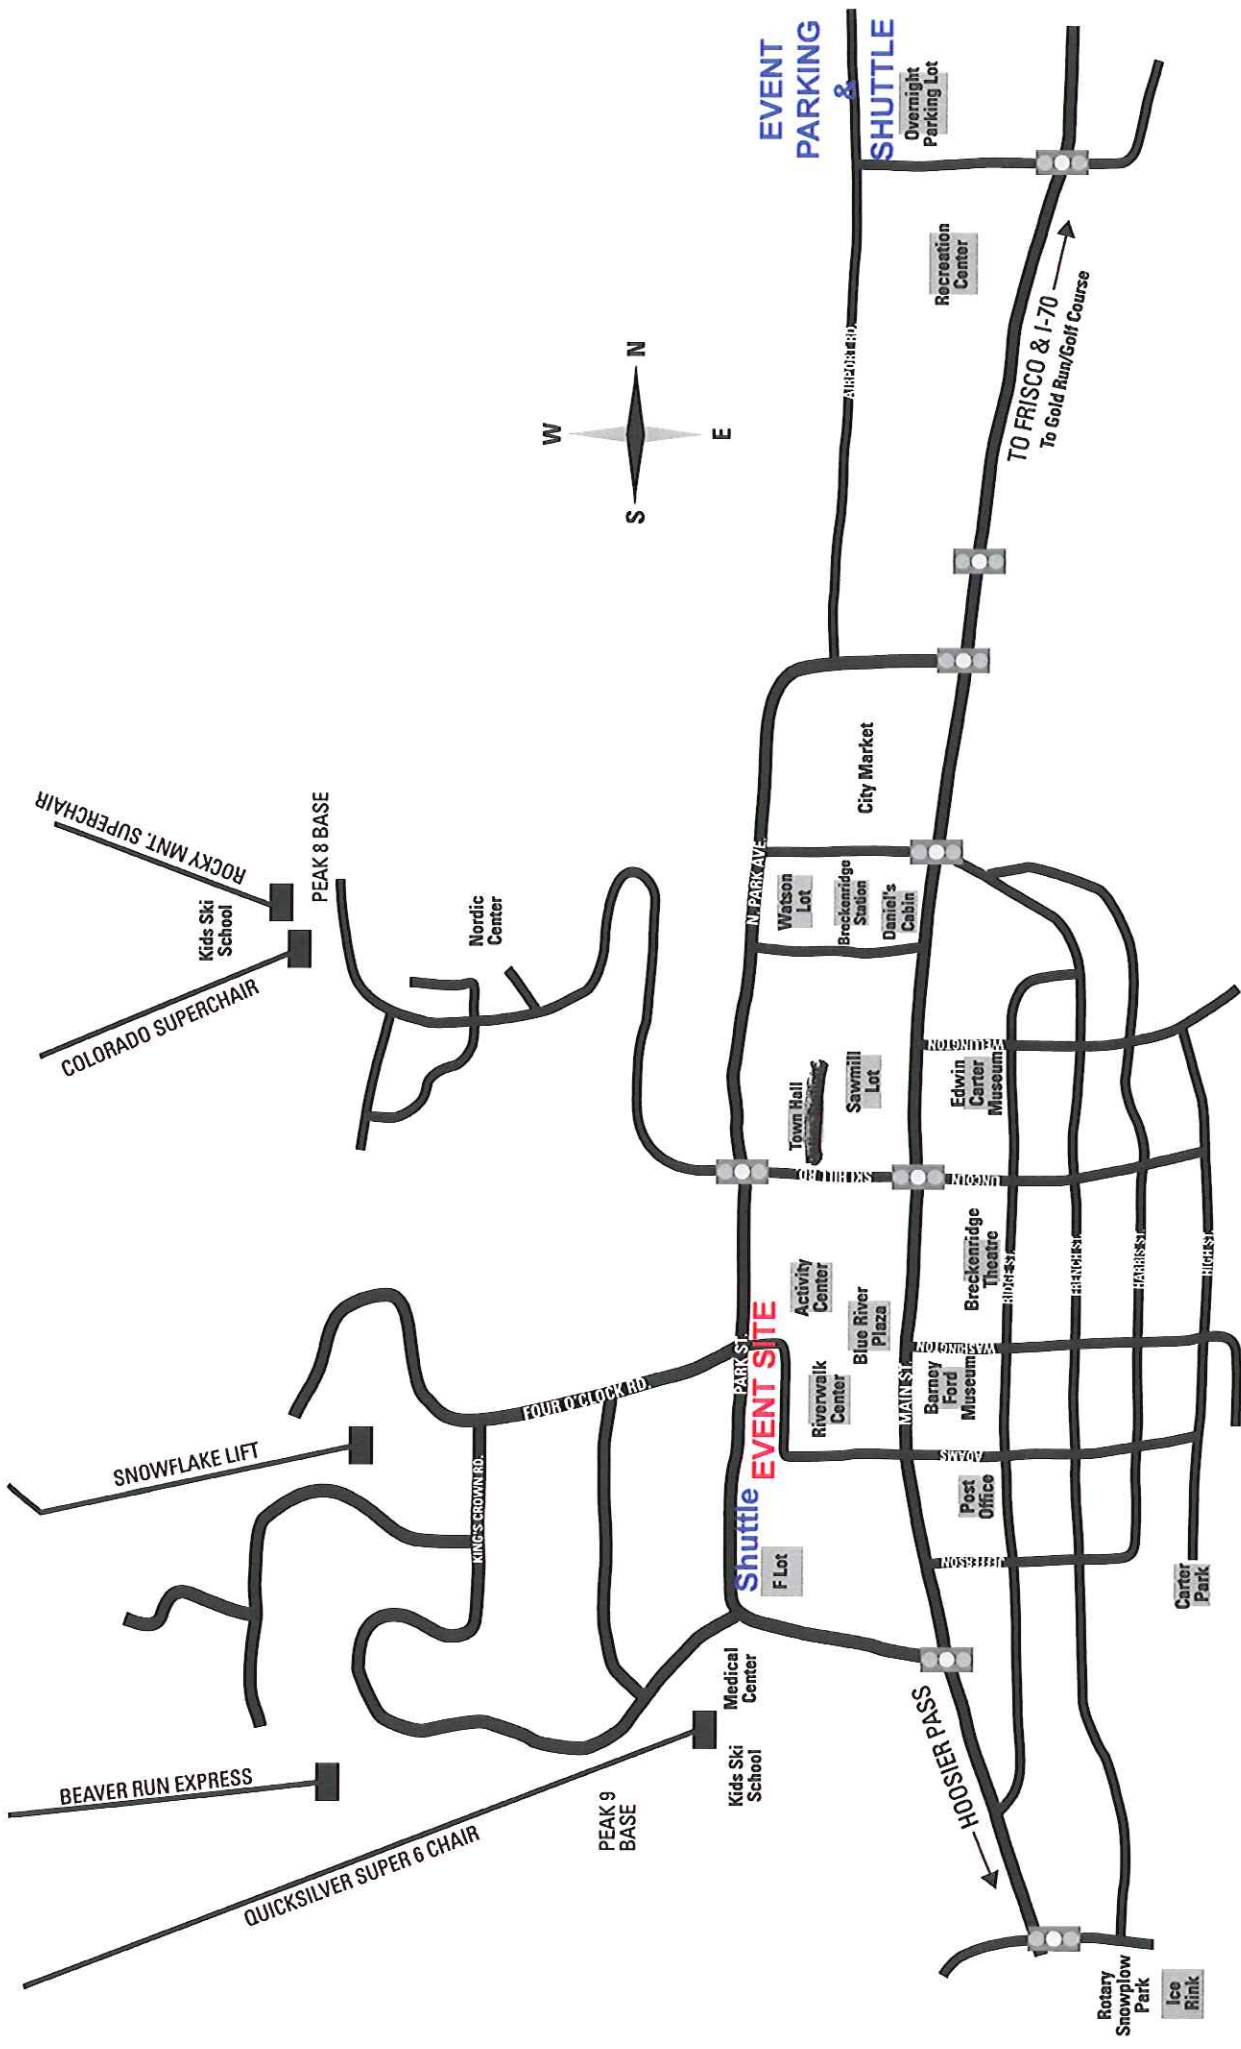 ROCKY MNT. SUPERCHAIR
COLORADO SUPERCHAIR
Kids Ski
School
PEAK 8 BASE
Nordic
Center
SNOWFLAKE LIFT
BEAVER RUN EXPRESS
QUICKSILVER SUPER 6 CHAIR
KING'S CROWN RD.
FOUR O'CLOCK RD.
PEAK 9
BASE
Kids Ski
School
Medical
Center
W
N
S
E
EVENT
PARKING
&
SHUTTLE
Overnight
Parking Lot
AIRPORT RD.
Recreation
Center
TO FRISCO & I-70
To Gold Run/Golf Course
City Market
N. PARK AVE.
Watson
Lot
Breckenridge
Station
Daniel's
Cabin
Town Hall
Sawmill
Lot
SKI HILL RD
WELLINGTON
Edwin
Carter
Museum
LINCOLN
PARK ST.
EVENT SITE
Activity
Center
Blue River
Plaza
Riverwalk
Center
Breckenridge
Theatre
RIDGE ST.
FRENCH ST.
HARRIS ST.
HIGH ST.
WASHINGTON
MAIN ST.
Barney
Ford
Museum
ADAMS
Shuttle
F Lot
Post
Office
JEFFERSON
Carter
Park
HOOSIER PASS
Rotary
Snowplow
Park
Ice
Rink